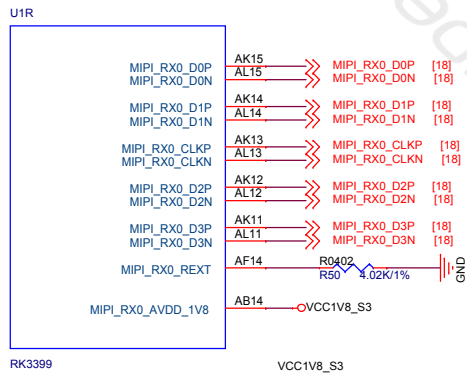 U1R
MIPI_RX0_D0P AK15 MIPI_RX0_D0P [18]
MIPI_RX0_D0N AL15 MIPI_RX0_D0N [18]
MIPI_RX0_D1P AK14 MIPI_RX0_D1P [18]
MIPI_RX0_D1N AL14 MIPI_RX0_D1N [18]
MIPI_RX0_CLKP AK13 MIPI_RX0_CLKP [18]
MIPI_RX0_CLKN AL13 MIPI_RX0_CLKN [18]
MIPI_RX0_D2P AK12 MIPI_RX0_D2P [18]
MIPI_RX0_D2N AL12 MIPI_RX0_D2N [18]
MIPI_RX0_D3P AK11 MIPI_RX0_D3P [18]
MIPI_RX0_D3N AL11 MIPI_RX0_D3N [18]
MIPI_RX0_REXT AF14 R0402 GND
R50 4.02K/1%
MIPI_RX0_AVDD_1V8 AB14 VCC1V8_S3
RK3399 VCC1V8_S3